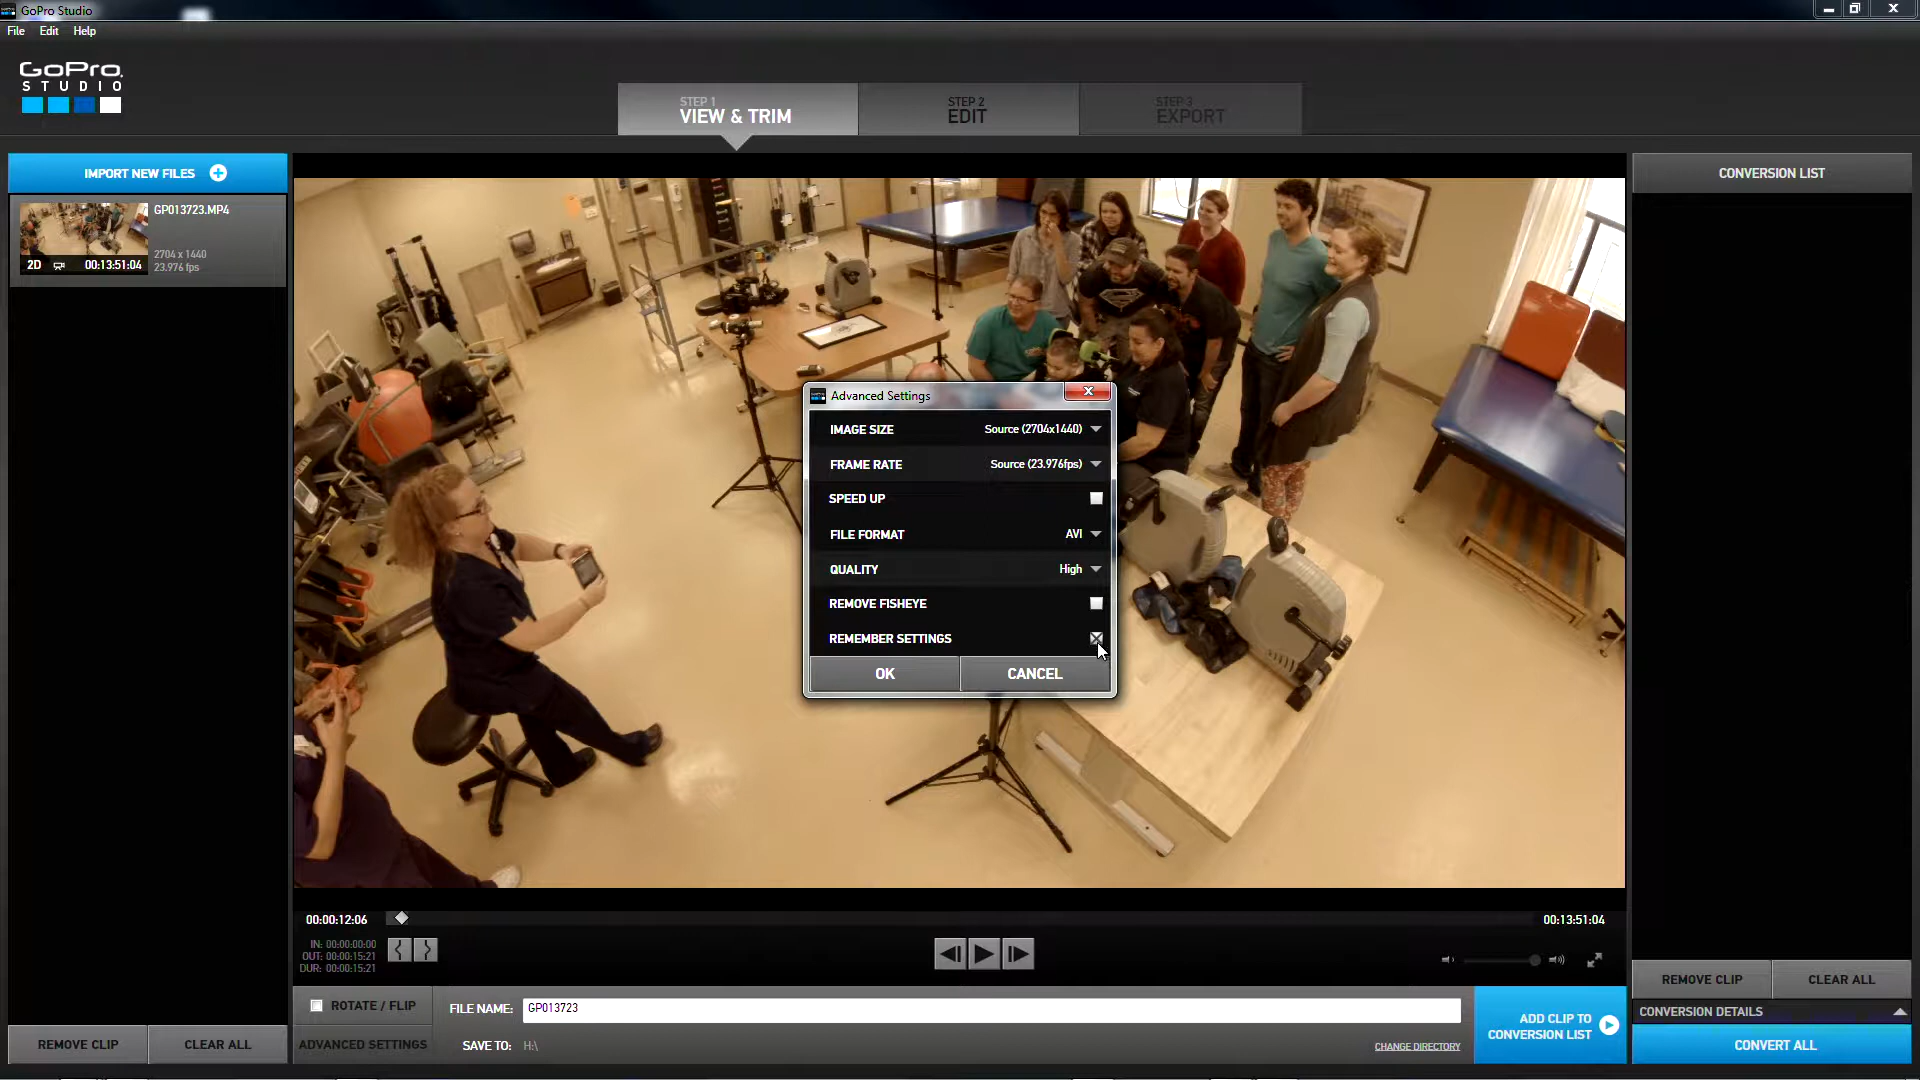 GoPro Studio
File Edit Help
GoPro
STUDIO
STEP 1
VIEW & TRIM
STEP 2
EDIT
STEP 3
EXPORT
IMPORT NEW FILES
CONVERSION LIST
GP013723.MP4
2704 x 1440
23.976 fps
2D 00:13:51:04
Advanced Settings
IMAGE SIZE Source (2704x1440)
FRAME RATE Source (23.976fps)
SPEED UP
FILE FORMAT AVI
QUALITY High
REMOVE FISHEYE
REMEMBER SETTINGS
OK CANCEL
00:00:12:06 00:13:51:04
IN: 00:00:00:00
OUT: 00:00:15:21
DUR: 00:00:15:21
ROTATE / FLIP
FILE NAME: GP013723
ADVANCED SETTINGS
SAVE TO: H:\
CHANGE DIRECTORY
ADD CLIP TO
CONVERSION LIST
REMOVE CLIP CLEAR ALL
REMOVE CLIP CLEAR ALL
CONVERSION DETAILS
CONVERT ALL